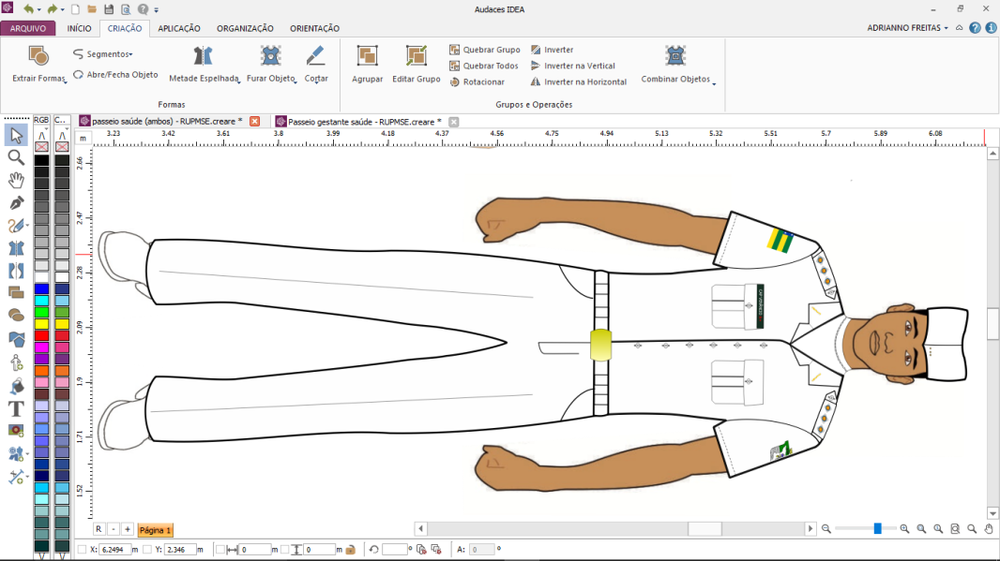 Audaces IDEA
ARQUIVO INÍCIO CRIAÇÃO APLICAÇÃO ORGANIZAÇÃO ORIENTAÇÃO ADRIANNO FREITAS
Extrair Formas
Segmentos
Abre/Fecha Objeto
Metade Espelhada
Furar Objeto
Cortar
Formas
Agrupar
Editar Grupo
Quebrar Grupo
Quebrar Todos
Rotacionar
Inverter
Inverter na Vertical
Inverter na Horizontal
Combinar Objetos
Grupos e Operações
RGB C...
passeio saúde (ambos) - RUPMSE.creare *
Passeio gestante saúde - RUPMSE.creare *
m 3.23 3.42 3.61 3.8 3.99 4.18 4.37 4.56 4.75 4.94 5.13 5.32 5.51 5.7 5.89 6.08
2.66
2.47
2.28
2.09
1.9
1.71
1.52
R - + Página 1
X: 6,2494 m Y: 2,346 m 0 m 0 m º A: 0 º